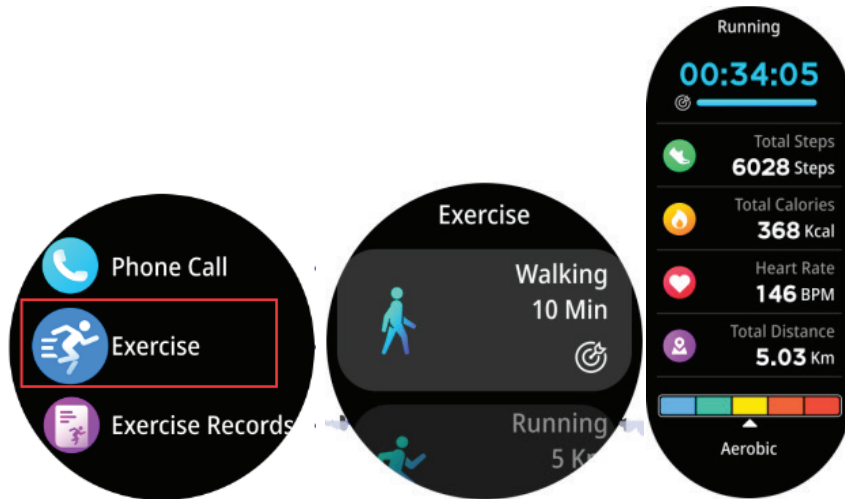 Phone Call
Exercise
Exercise Records
Exercise
Walking
10 Min
Running
5 Km
Running
00:34:05
Total Steps
6028 Steps
Total Calories
368 Kcal
Heart Rate
146 BPM
Total Distance
5.03 Km
Aerobic